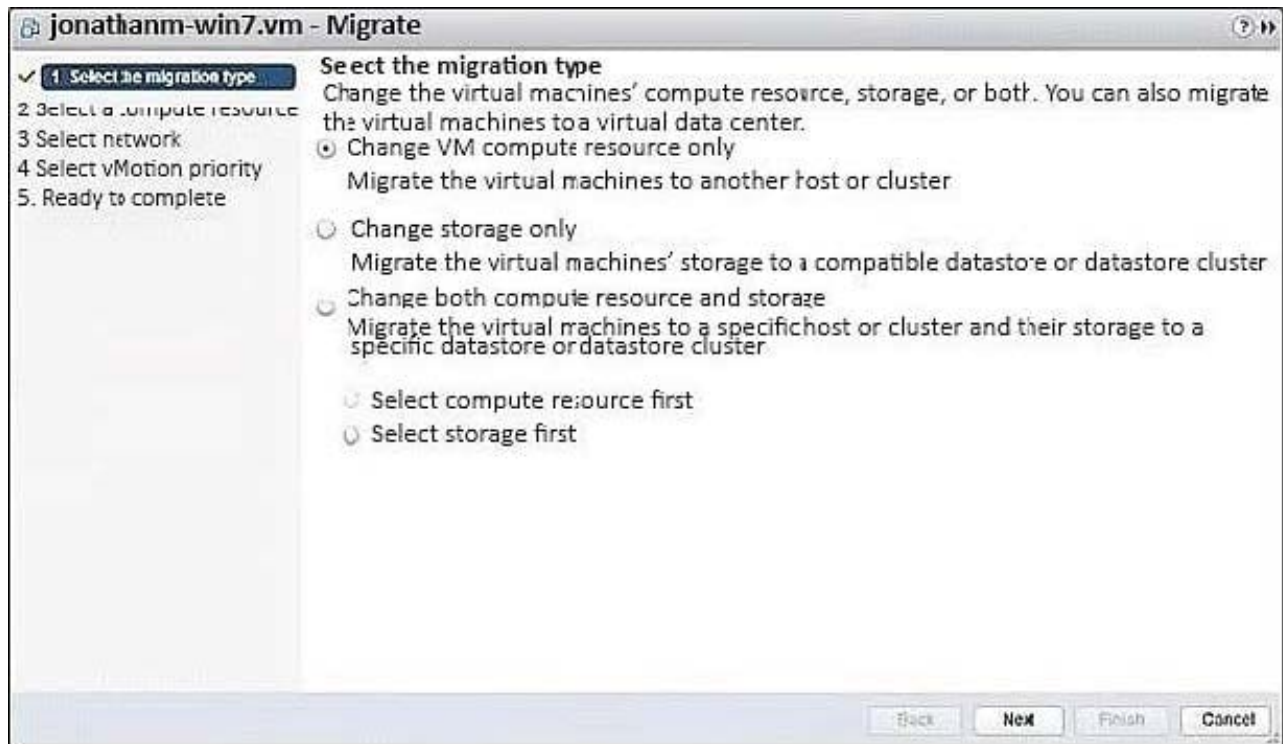 jonathanm-win7.vm - Migrate
1 Select the migration type
2 Select a compute resource
3 Select network
4 Select vMotion priority
5. Ready to complete
Select the migration type
Change the virtual machines' compute resource, storage, or both. You can also migrate
the virtual machines to a virtual data center.
Change VM compute resource only
Migrate the virtual machines to another host or cluster
Change storage only
Migrate the virtual machines' storage to a compatible datastore or datastore cluster
Change both compute resource and storage
Migrate the virtual machines to a specific host or cluster and their storage to a
specific datastore or datastore cluster
Select compute resource first
Select storage first
Back Next Finish Cancel